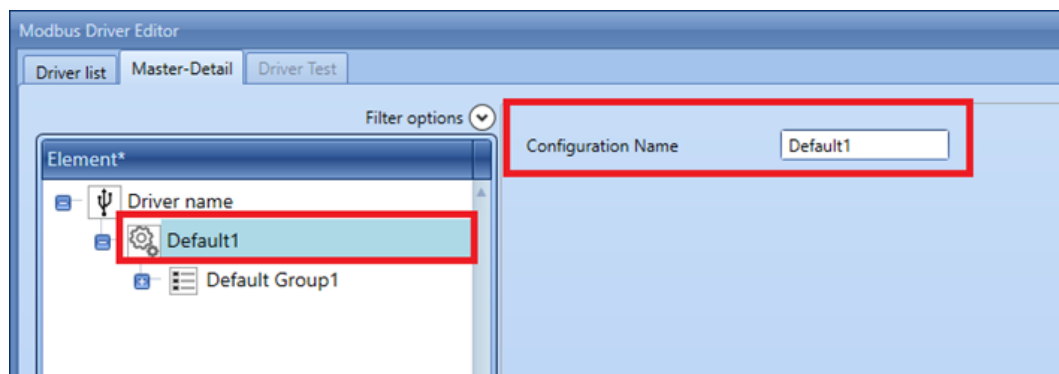 Modbus Driver Editor
Driver list Master-Detail Driver Test
Filter options
Configuration Name Default1
Element*
Driver name
Default1
Default Group1